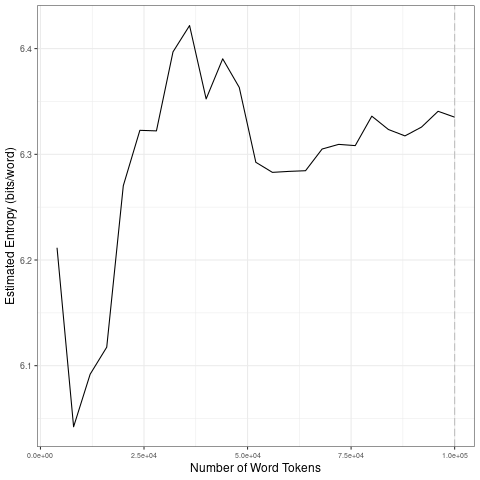 Estimated Entropy (bits/word)
6.4
6.3
6.2
6.1
0.0e+00 2.5e+04 5.0e+04 7.5e+04 1.0e+05
Number of Word Tokens